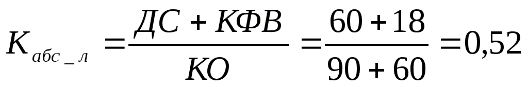 К абс_л = (ДС + КФВ) / КО = (60 + 18) / (90 + 60) = 0,52